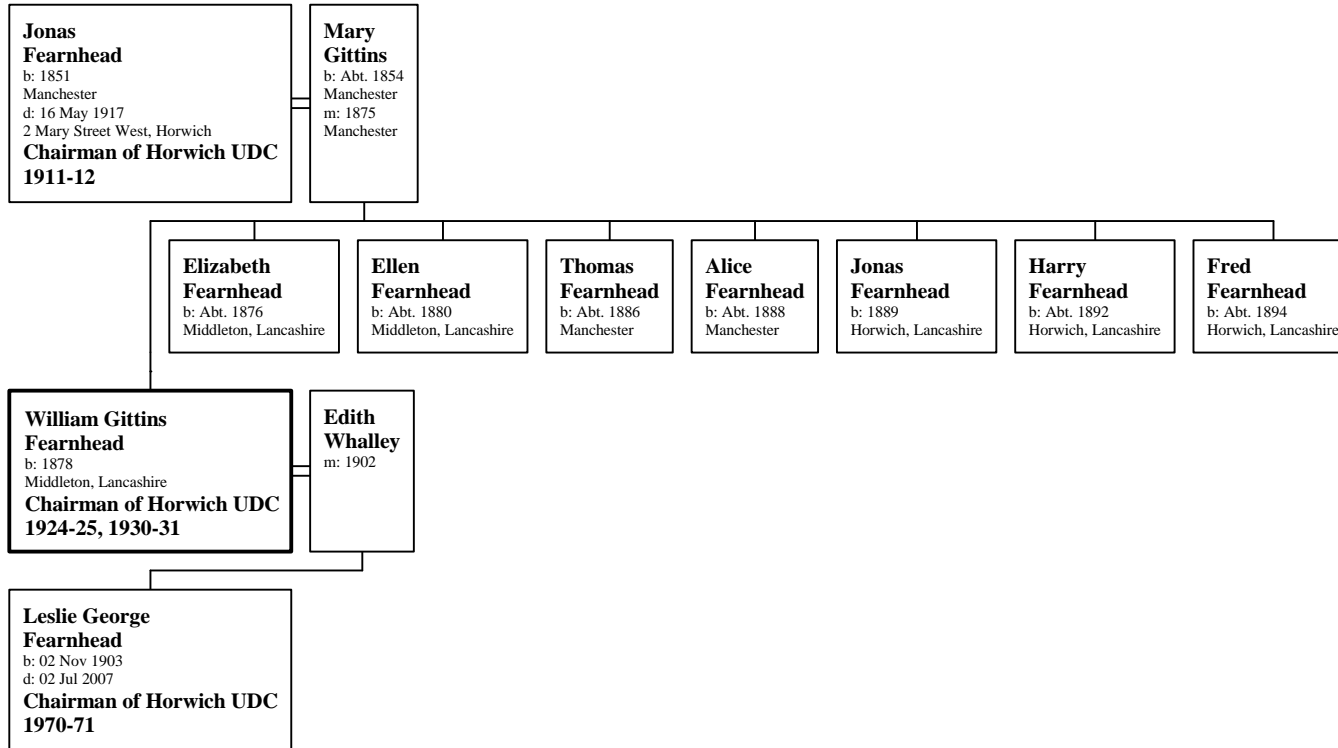 Jonas
Fearnhead
b: 1851
Manchester
d: 16 May 1917
2 Mary Street West, Horwich
Chairman of Horwich UDC
1911-12
Mary
Gittins
b: Abt. 1854
Manchester
m: 1875
Manchester
Elizabeth
Fearnhead
b: Abt. 1876
Middleton, Lancashire
Ellen
Fearnhead
b: Abt. 1880
Middleton, Lancashire
Thomas
Fearnhead
b: Abt. 1886
Manchester
Alice
Fearnhead
b: Abt. 1888
Manchester
Jonas
Fearnhead
b: 1889
Horwich, Lancashire
Harry
Fearnhead
b: Abt. 1892
Horwich, Lancashire
Fred
Fearnhead
b: Abt. 1894
Horwich, Lancashire
William Gittins
Fearnhead
b: 1878
Middleton, Lancashire
Chairman of Horwich UDC
1924-25, 1930-31
Edith
Whalley
m: 1902
Leslie George
Fearnhead
b: 02 Nov 1903
d: 02 Jul 2007
Chairman of Horwich UDC
1970-71